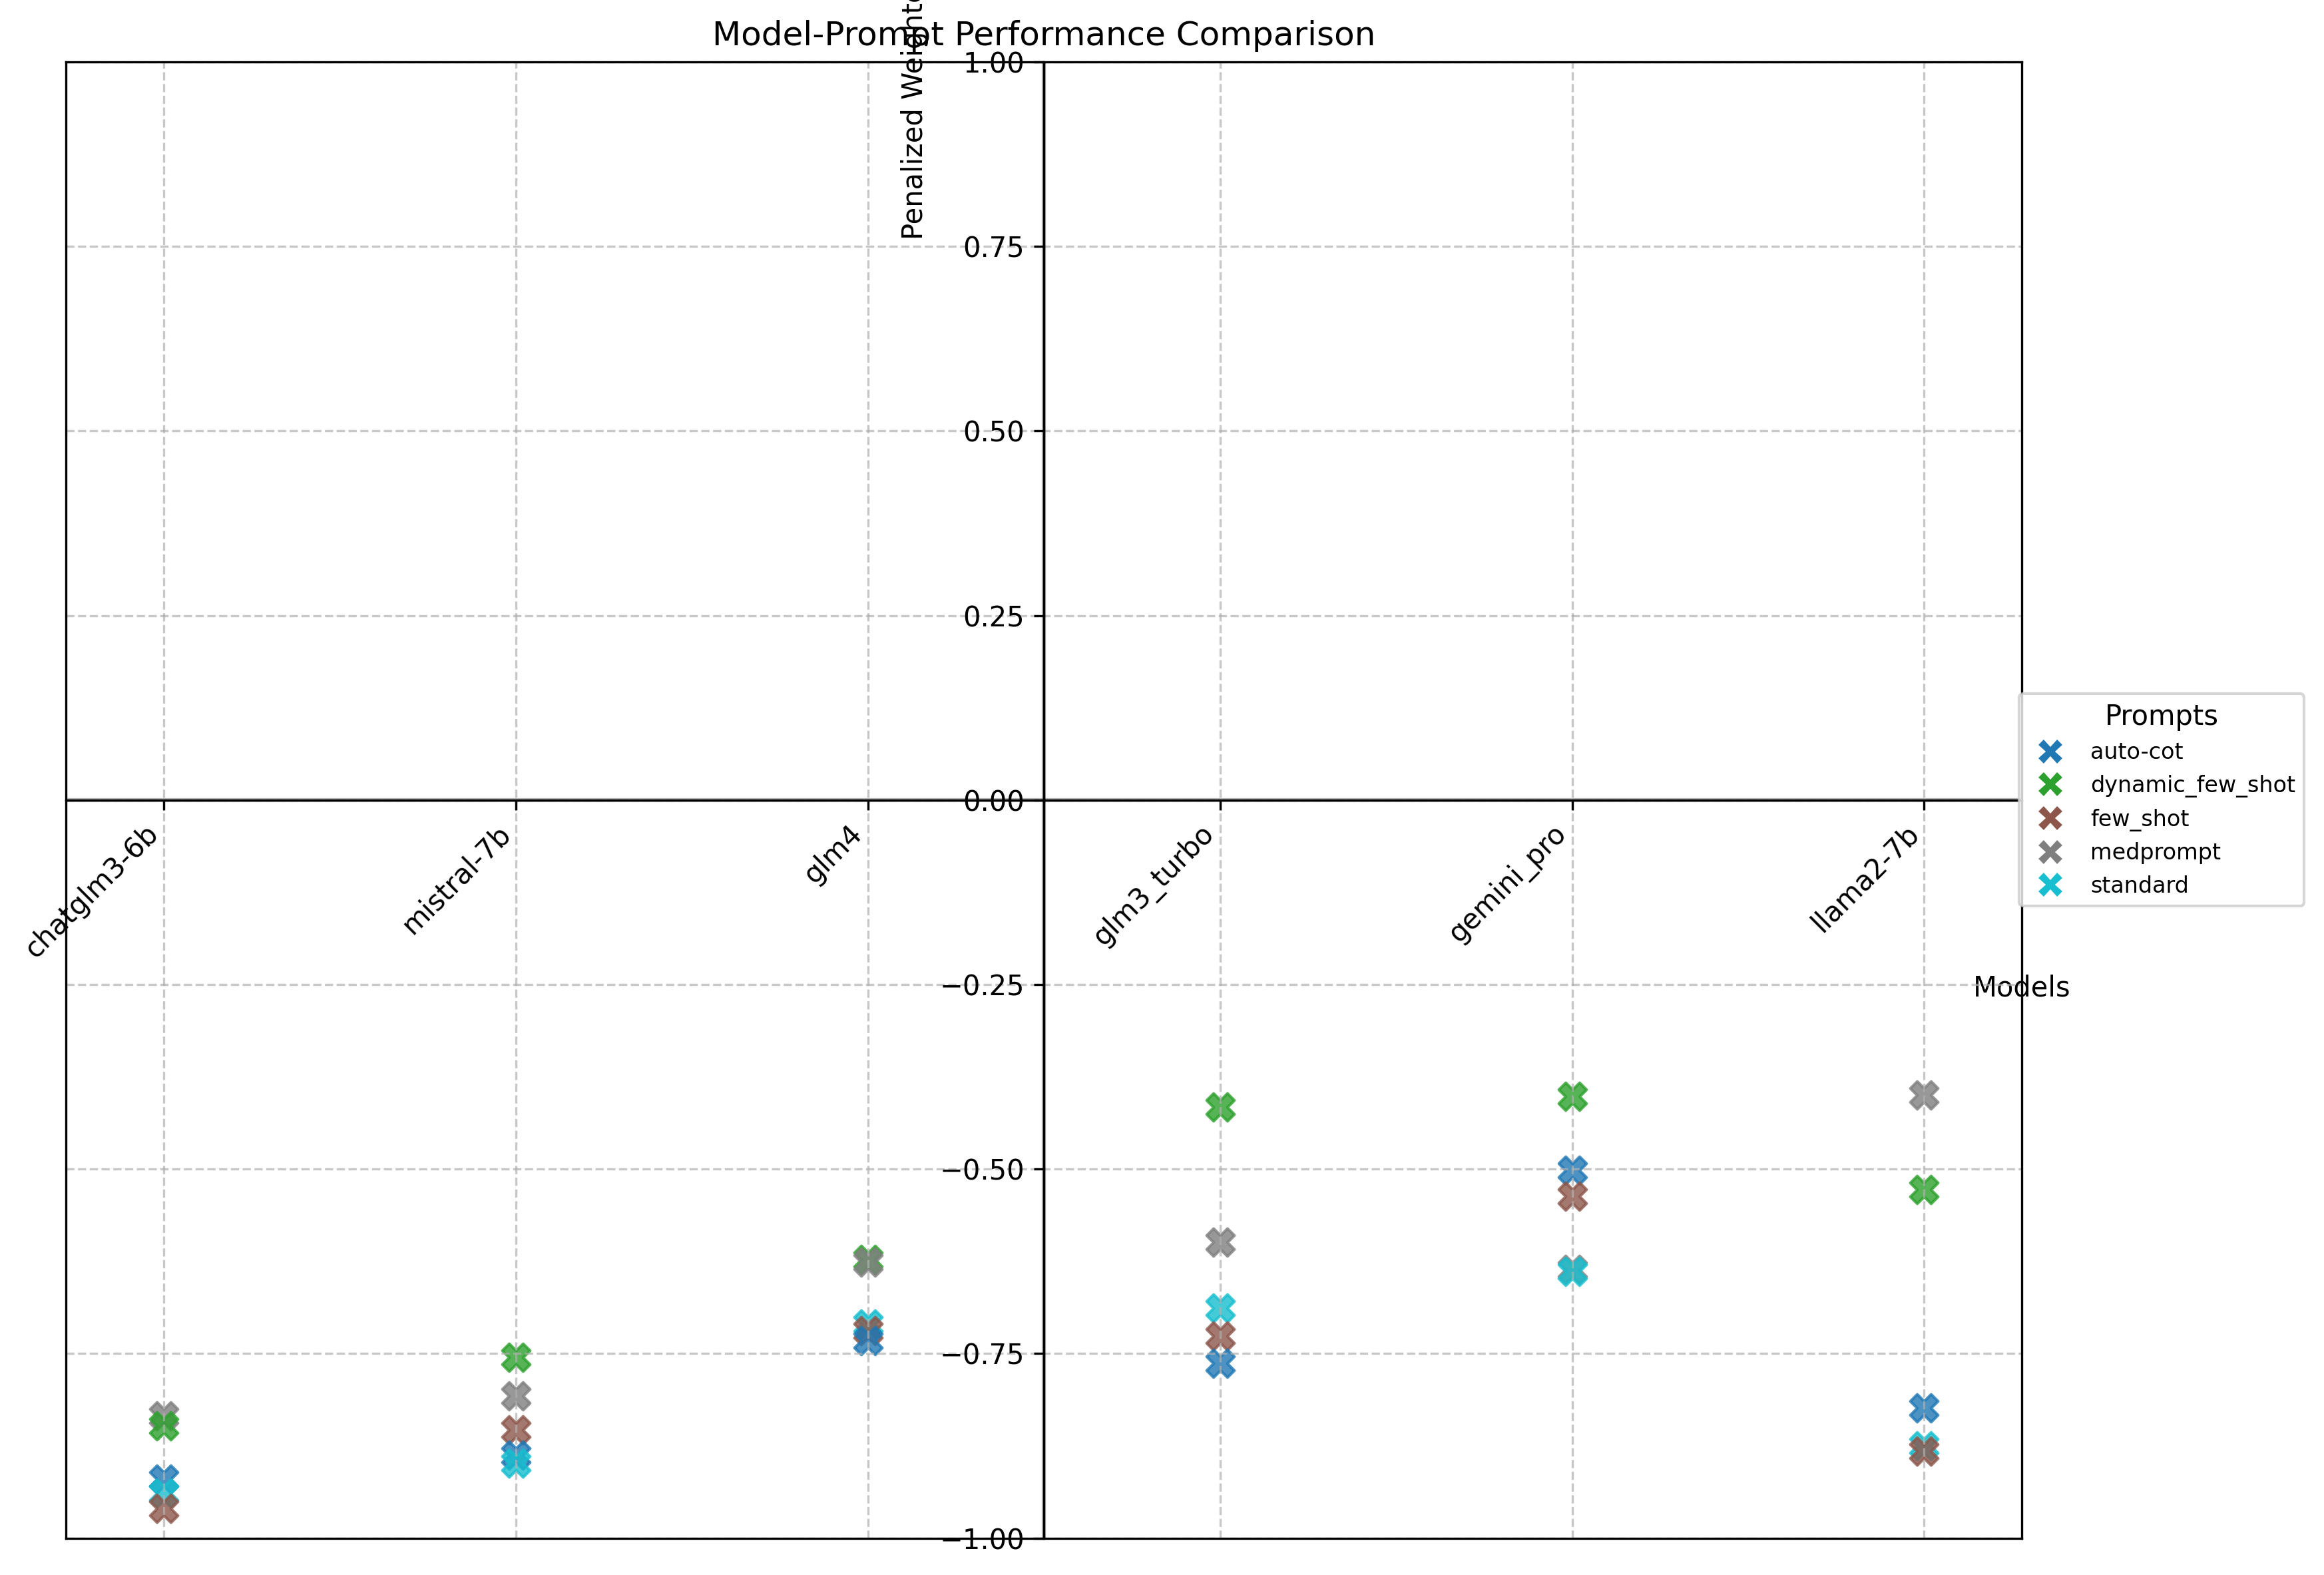 Model-Prompt Performance Comparison
Penalized
1.00
0.75
0.50
0.25
0.00
−0.25
−0.50
−0.75
−1.00
chatglm3-6b
mistral-7b
glm4
glm3_turbo
gemini_pro
llama2-7b
Models
Prompts
auto-cot
dynamic_few_shot
few_shot
medprompt
standard